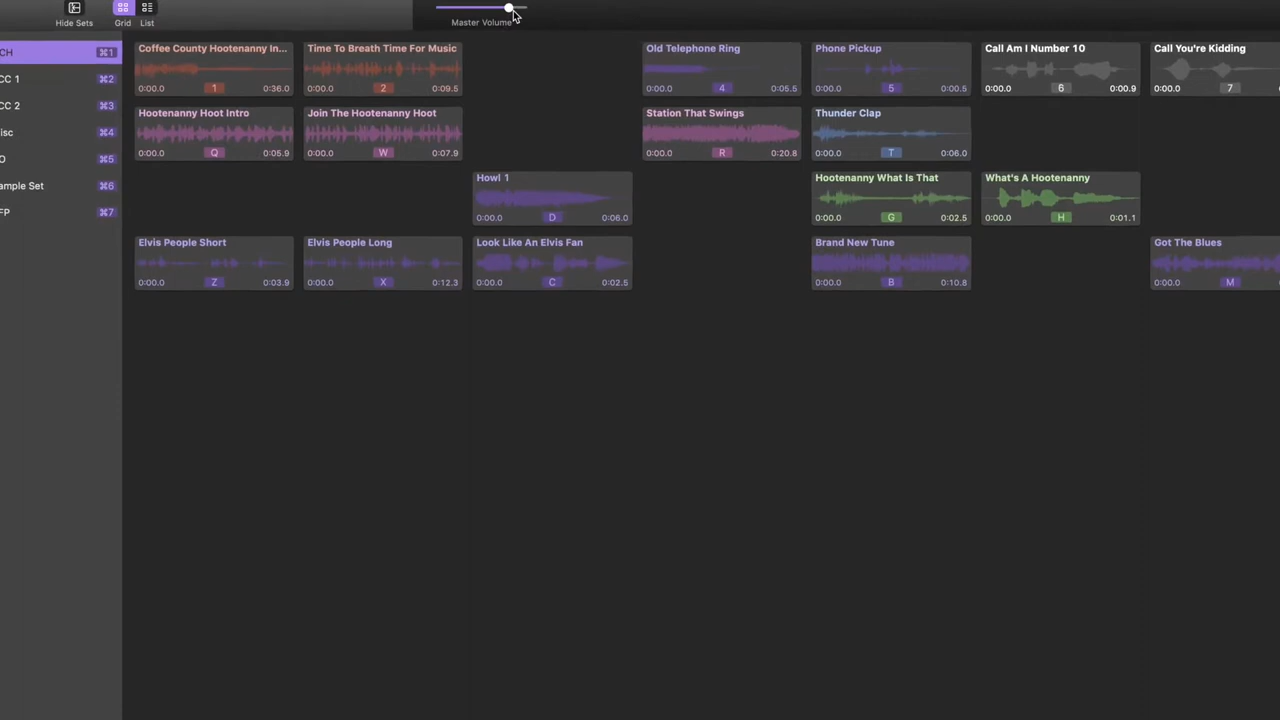 Hide Sets Grid List Master Volume
CH ⌘1
CC 1 ⌘2
CC 2 ⌘3
isc ⌘4
O ⌘5
ample Set ⌘6
FP ⌘7
Coffee County Hootenanny In... Time To Breath Time For Music Old Telephone Ring Phone Pickup Call Am I Number 10 Call You're Kidding
0:00.0 1 0:36.0 0:00.0 2 0:09.5 0:00.0 4 0:05.5 0:00.0 5 0:00.5 0:00.0 6 0:00.9 0:00.0 7
Hootenanny Hoot Intro Join The Hootenanny Hoot Station That Swings Thunder Clap
0:00.0 Q 0:05.9 0:00.0 W 0:07.9 0:00.0 R 0:20.8 0:00.0 T 0:06.0
Howl 1 Hootenanny What Is That What's A Hootenanny
0:00.0 D 0:06.0 0:00.0 G 0:02.5 0:00.0 H 0:01.1
Elvis People Short Elvis People Long Look Like An Elvis Fan Brand New Tune Got The Blues
0:00.0 Z 0:03.9 0:00.0 X 0:12.3 0:00.0 C 0:02.5 0:00.0 B 0:10.8 0:00.0 M